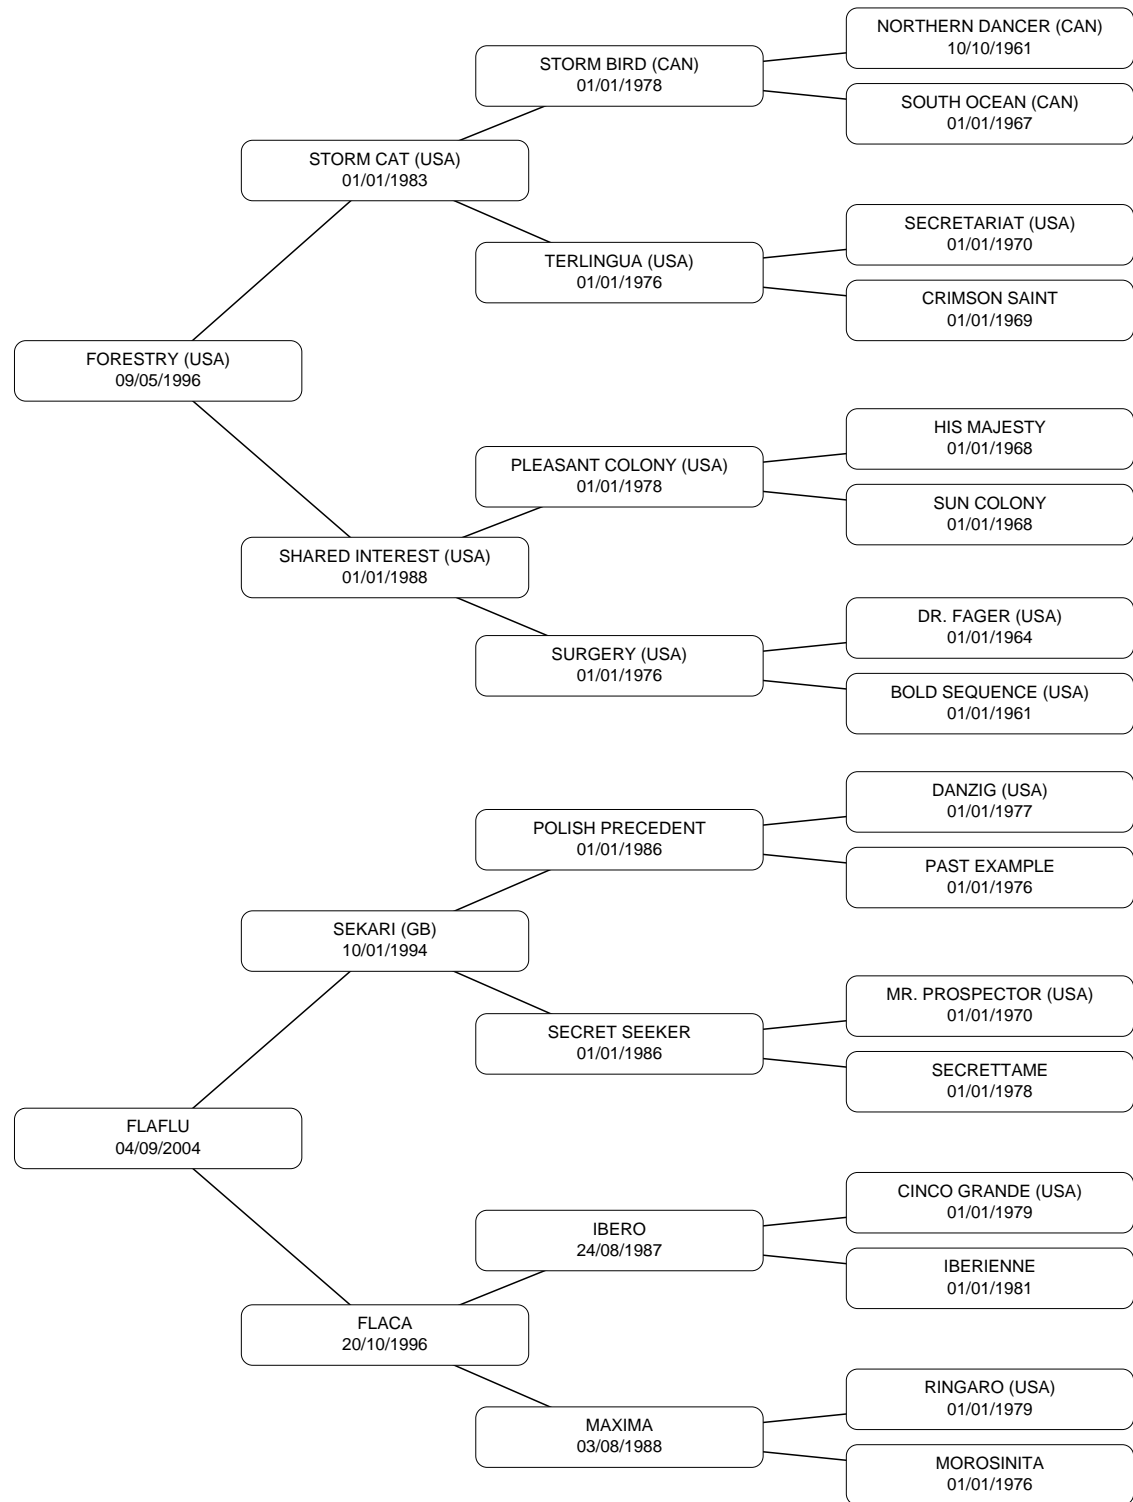 NORTHERN DANCER (CAN)
10/10/1961
STORM BIRD (CAN)
01/01/1978
SOUTH OCEAN (CAN)
01/01/1967
STORM CAT (USA)
01/01/1983
SECRETARIAT (USA)
01/01/1970
TERLINGUA (USA)
01/01/1976
CRIMSON SAINT
01/01/1969
FORESTRY (USA)
09/05/1996
HIS MAJESTY
01/01/1968
PLEASANT COLONY (USA)
01/01/1978
SUN COLONY
01/01/1968
SHARED INTEREST (USA)
01/01/1988
DR. FAGER (USA)
01/01/1964
SURGERY (USA)
01/01/1976
BOLD SEQUENCE (USA)
01/01/1961
DANZIG (USA)
01/01/1977
POLISH PRECEDENT
01/01/1986
PAST EXAMPLE
01/01/1976
SEKARI (GB)
10/01/1994
MR. PROSPECTOR (USA)
01/01/1970
SECRET SEEKER
01/01/1986
SECRETTAME
01/01/1978
FLAFLU
04/09/2004
CINCO GRANDE (USA)
01/01/1979
IBERO
24/08/1987
IBERIENNE
01/01/1981
FLACA
20/10/1996
RINGARO (USA)
01/01/1979
MAXIMA
03/08/1988
MOROSINITA
01/01/1976